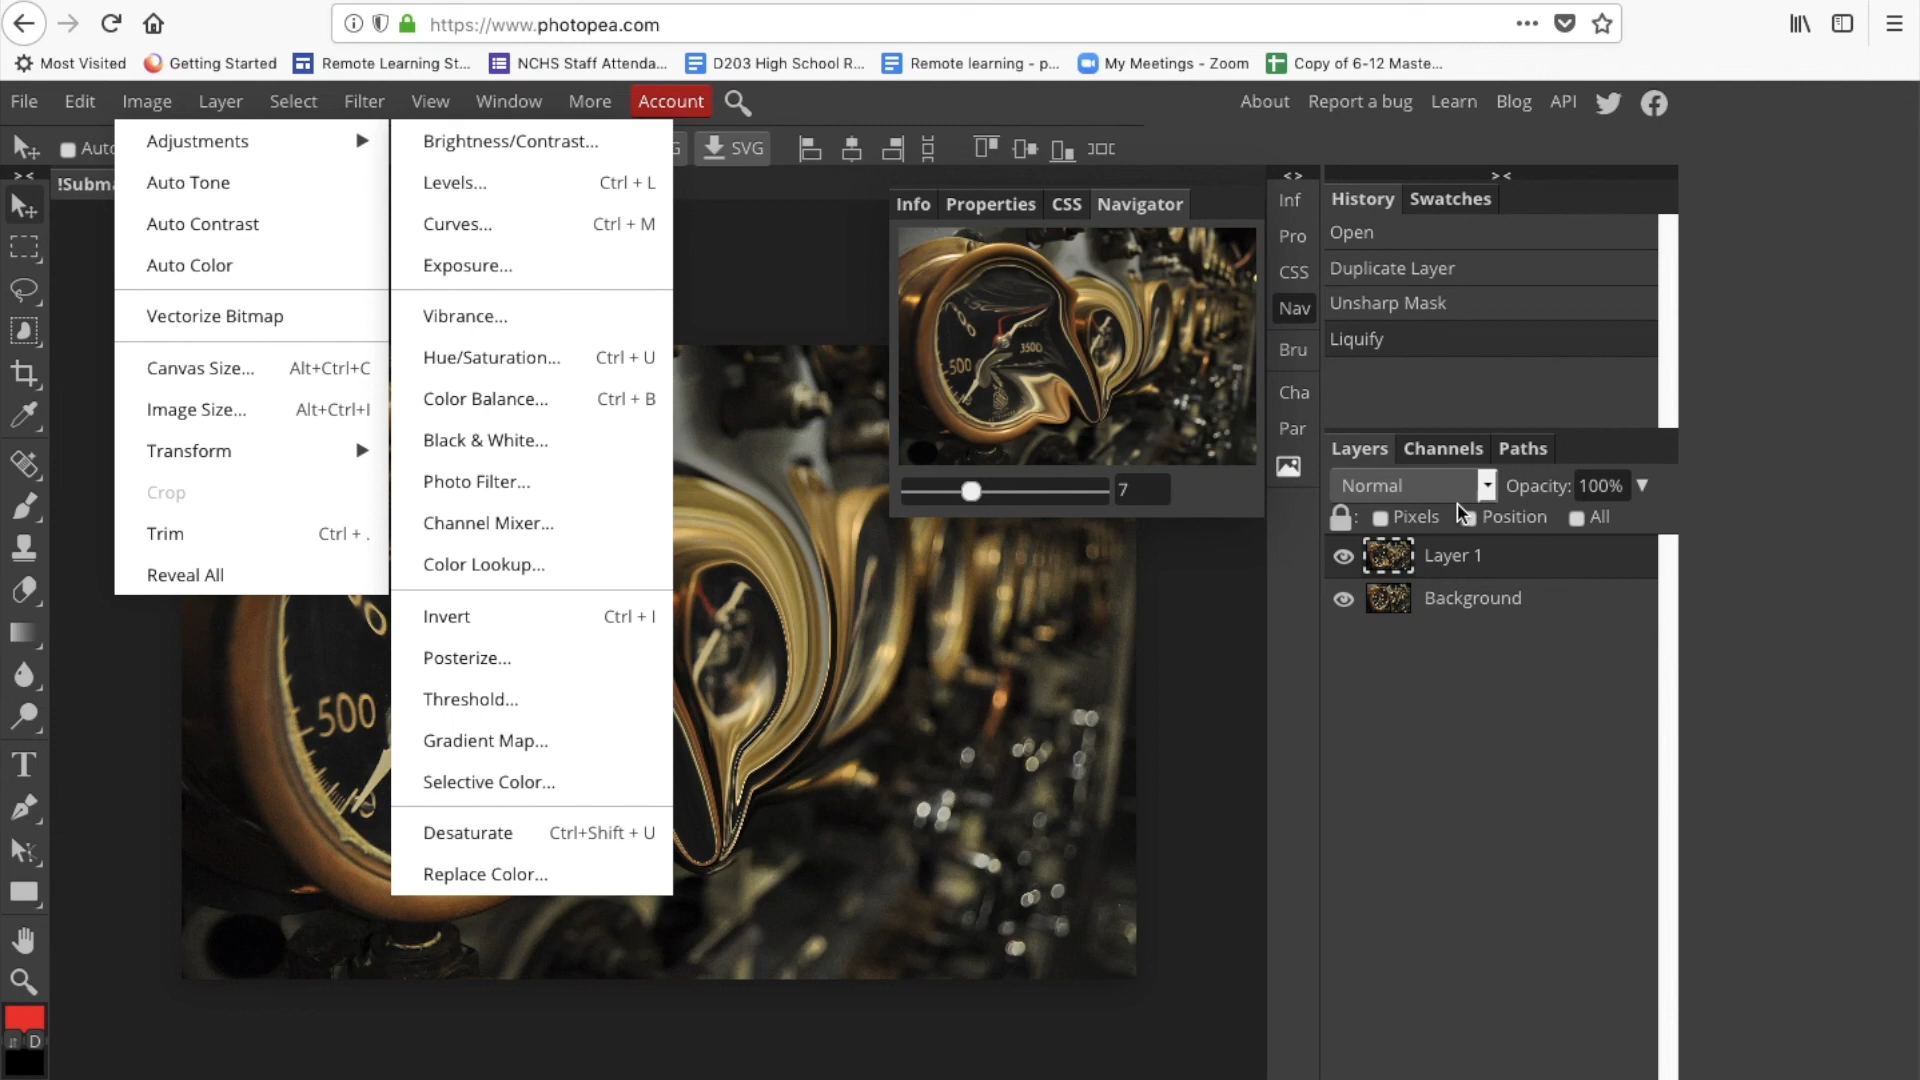 https://www.photopea.com
Most Visited Getting Started Remote Learning St... NCHS Staff Attenda... D203 High School R... Remote learning - p... My Meetings - Zoom Copy of 6-12 Maste...
File Edit Image Layer Select Filter View Window More Account About Report a bug Learn Blog API
Auto
SVG
!Subma
Adjustments
Auto Tone
Auto Contrast
Auto Color
Vectorize Bitmap
Canvas Size... Alt+Ctrl+C
Image Size... Alt+Ctrl+I
Transform
Crop
Trim Ctrl + .
Reveal All
Brightness/Contrast...
Levels... Ctrl + L
Curves... Ctrl + M
Exposure...
Vibrance...
Hue/Saturation... Ctrl + U
Color Balance... Ctrl + B
Black & White...
Photo Filter...
Channel Mixer...
Color Lookup...
Invert Ctrl + I
Posterize...
Threshold...
Gradient Map...
Selective Color...
Desaturate Ctrl+Shift + U
Replace Color...
Info Properties CSS Navigator
500
3500
7
500
Inf
Pro
CSS
Nav
Bru
Cha
Par
> <
< >
> <
History Swatches
Open
Duplicate Layer
Unsharp Mask
Liquify
Layers Channels Paths
Normal Opacity: 100%
: Pixels Position All
Layer 1
Background
T
D